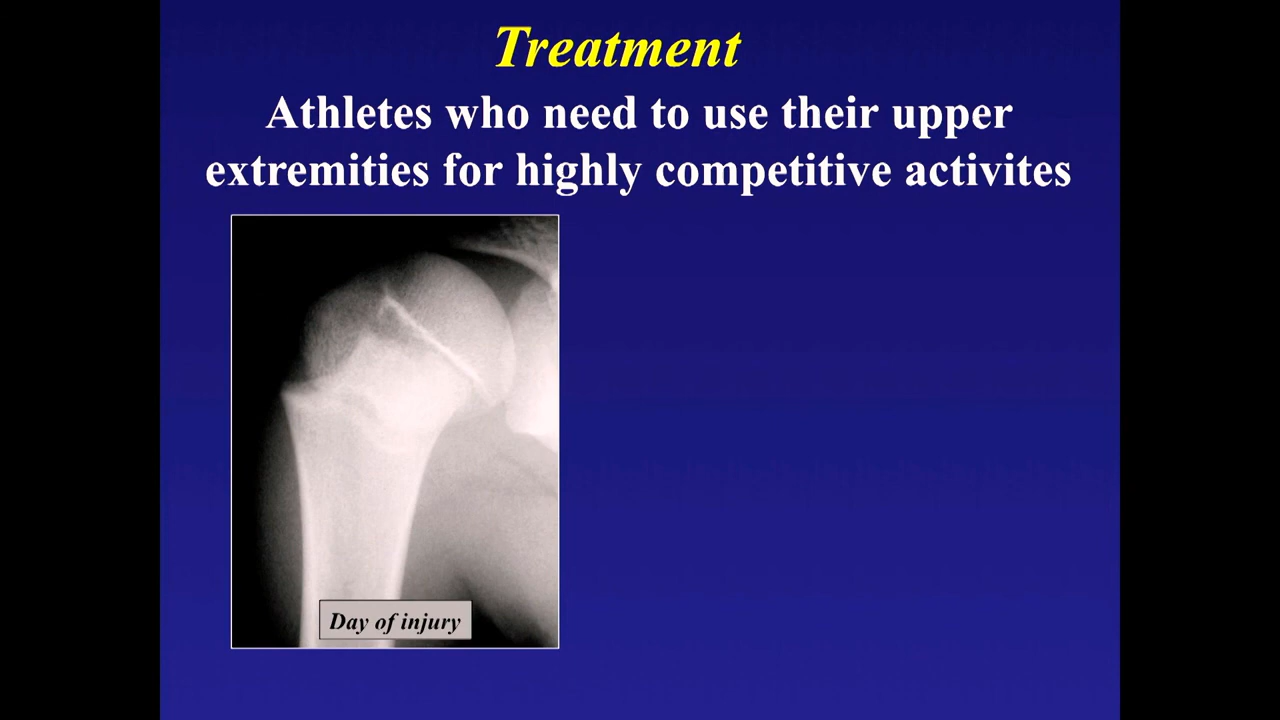 Treatment
Athletes who need to use their upper
extremities for highly competitive activites
Day of injury